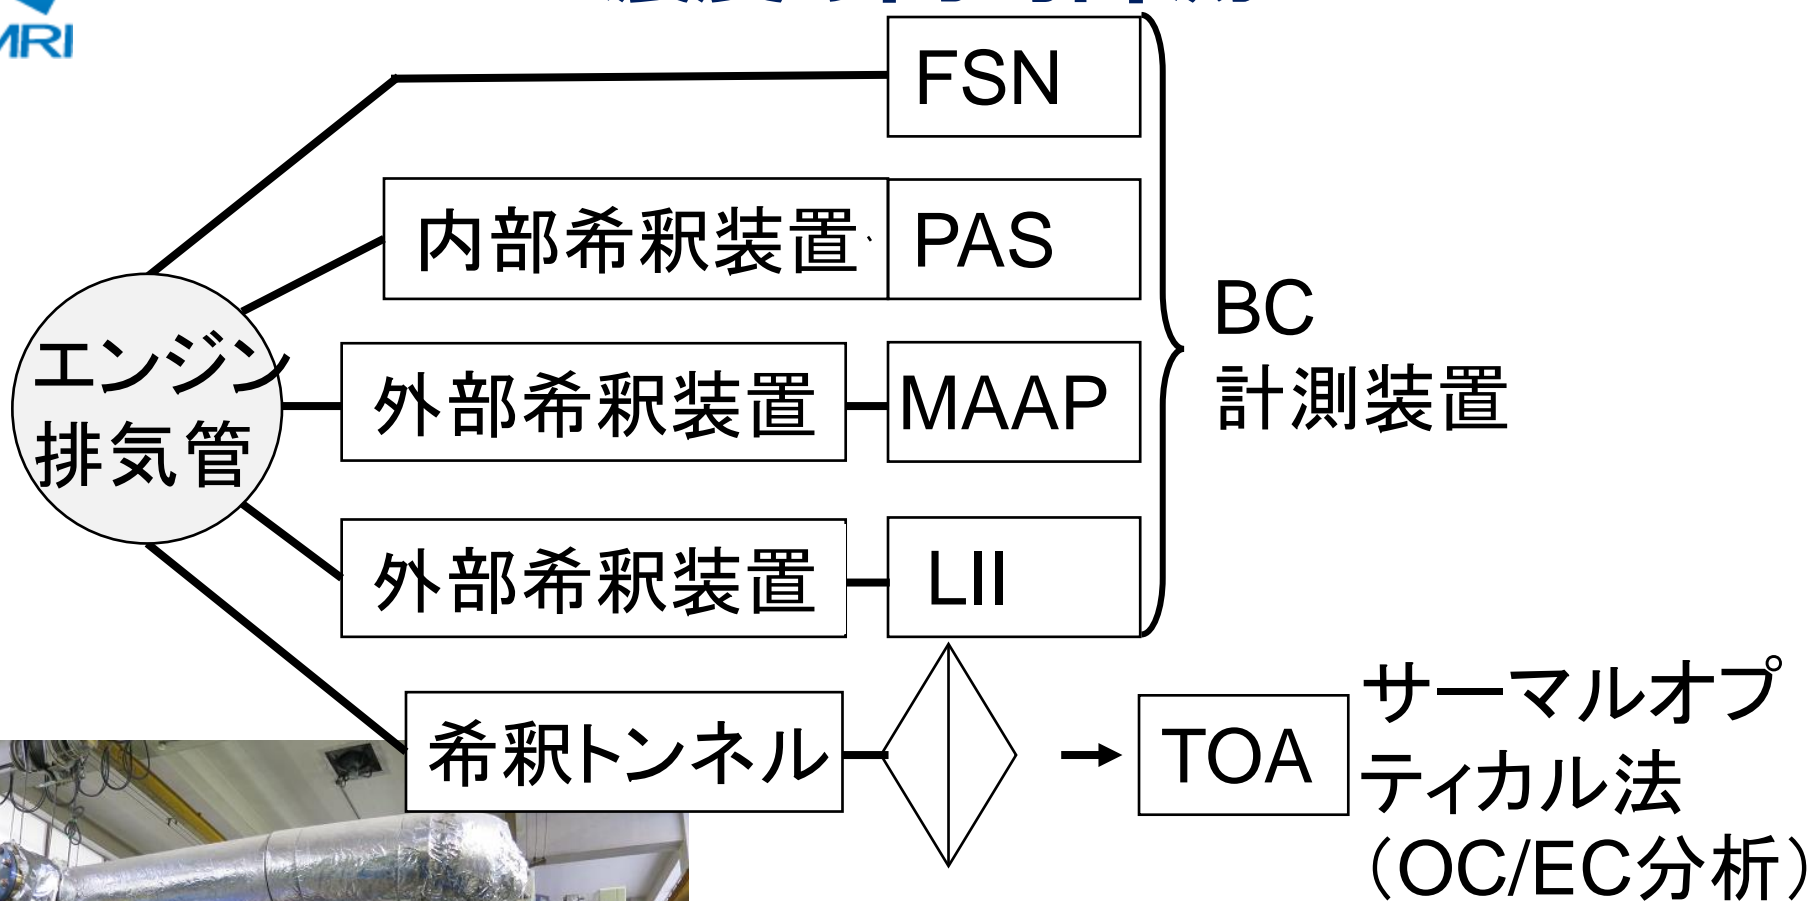 MRI
FSN
内部希釈装置
PAS
BC
計測装置
エンジン
排気管
外部希釈装置
MAAP
外部希釈装置
LII
希釈トンネル
TOA
サーマルオプ
ティカル法
（OC/EC分析）